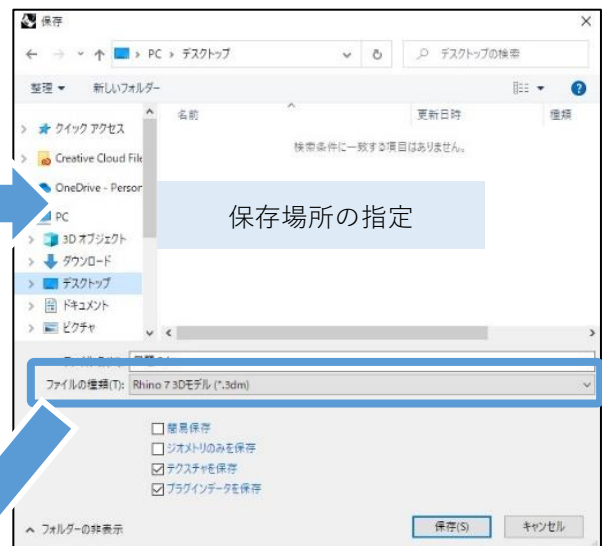 保存
PC › デスクトップ
デスクトップの検索
整理
新しいフォルダー
名前
更新日時
種類
検索条件に一致する項目はありません。
クイック アクセス
Creative Cloud File
OneDrive - Person
PC
3D オブジェクト
ダウンロード
デスクトップ
ドキュメント
ピクチャ
保存場所の指定
ファイルの種類(T): Rhino 7 3Dモデル (*.3dm)
簡易保存
ジオメトリのみを保存
テクスチャを保存
プラグインデータを保存
フォルダーの非表示
保存(S)
キャンセル